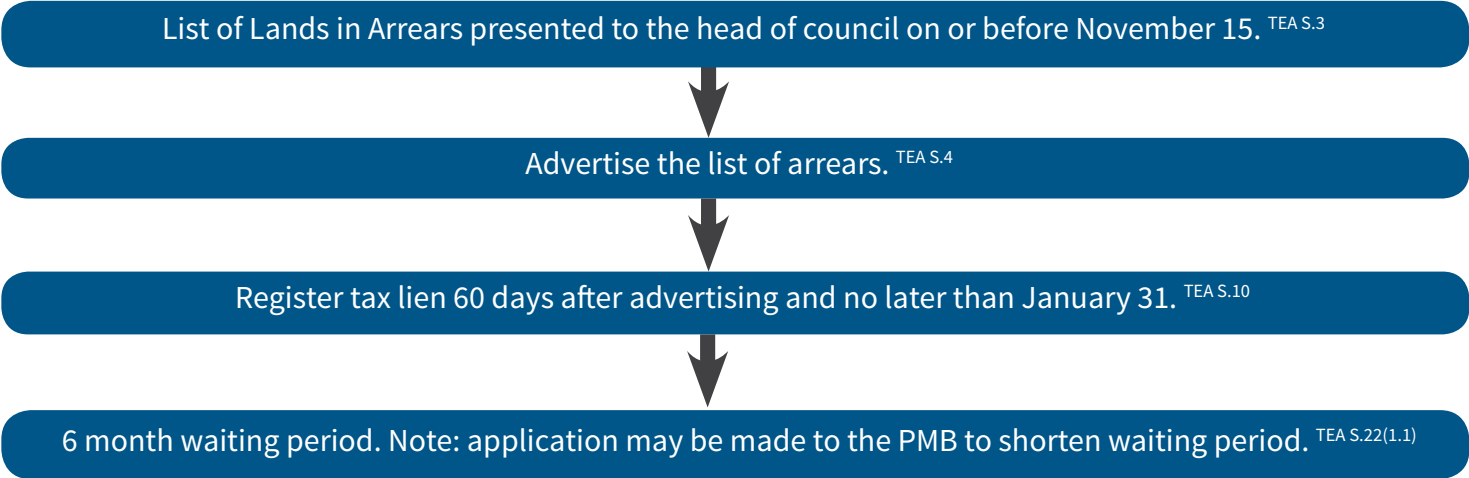 List of Lands in Arrears presented to the head of council on or before November 15. TEA S.3
Advertise the list of arrears. TEA S.4
Register tax lien 60 days after advertising and no later than January 31. TEA S.10
6 month waiting period. Note: application may be made to the PMB to shorten waiting period. TEA S.22(1.1)